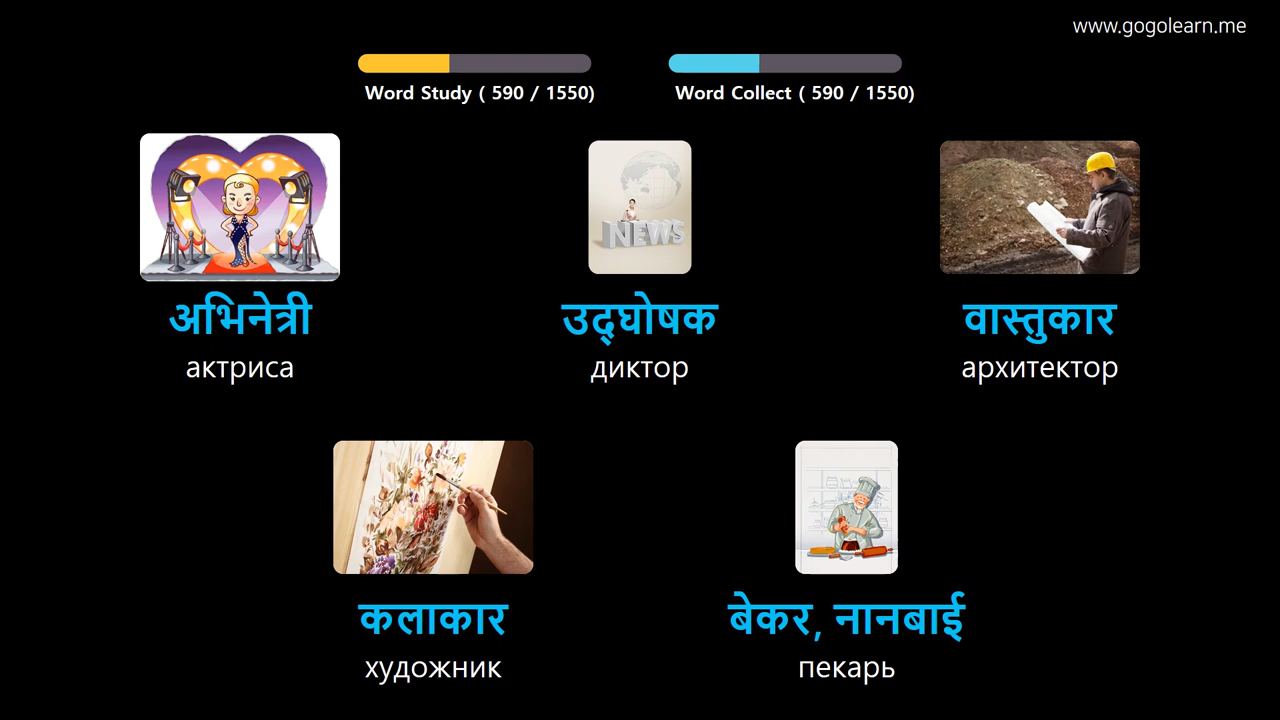 www.gogolearn.me
Word Study ( 590 / 1550)
Word Collect ( 590 / 1550)
NEWS
अभिनेत्री
उद्घोषक
वास्तुकार
актриса
диктор
архитектор
कलाकार
बेकर, नानबाई
художник
пекарь